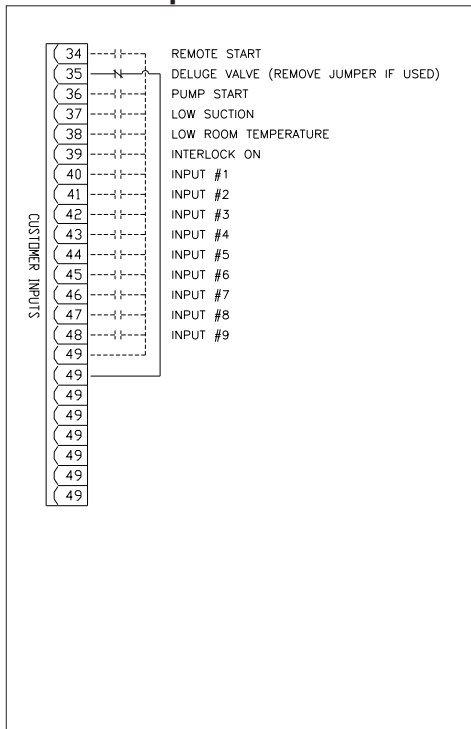 34 REMOTE START
35 DELUGE VALVE (REMOVE JUMPER IF USED)
36 PUMP START
37 LOW SUCTION
38 LOW ROOM TEMPERATURE
39 INTERLOCK ON
40 INPUT #1
41 INPUT #2
42 INPUT #3
43 INPUT #4
44 INPUT #5
45 INPUT #6
46 INPUT #7
47 INPUT #8
48 INPUT #9
49
49
49
49
49
49
49
49
CUSTOMER INPUTS